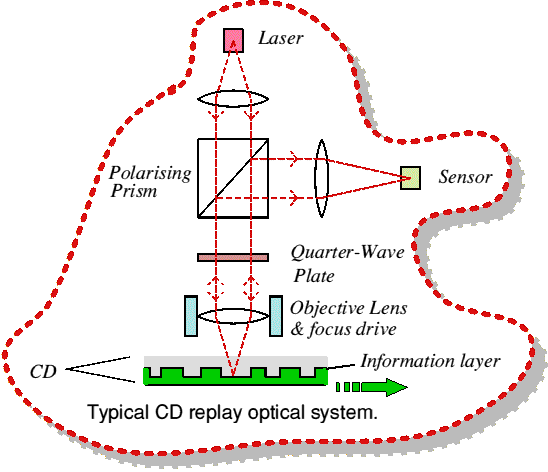 Laser
Polarising
Prism
Sensor
Quarter-Wave
Plate
Objective Lens
& focus drive
Information layer
CD
Typical CD replay optical system.